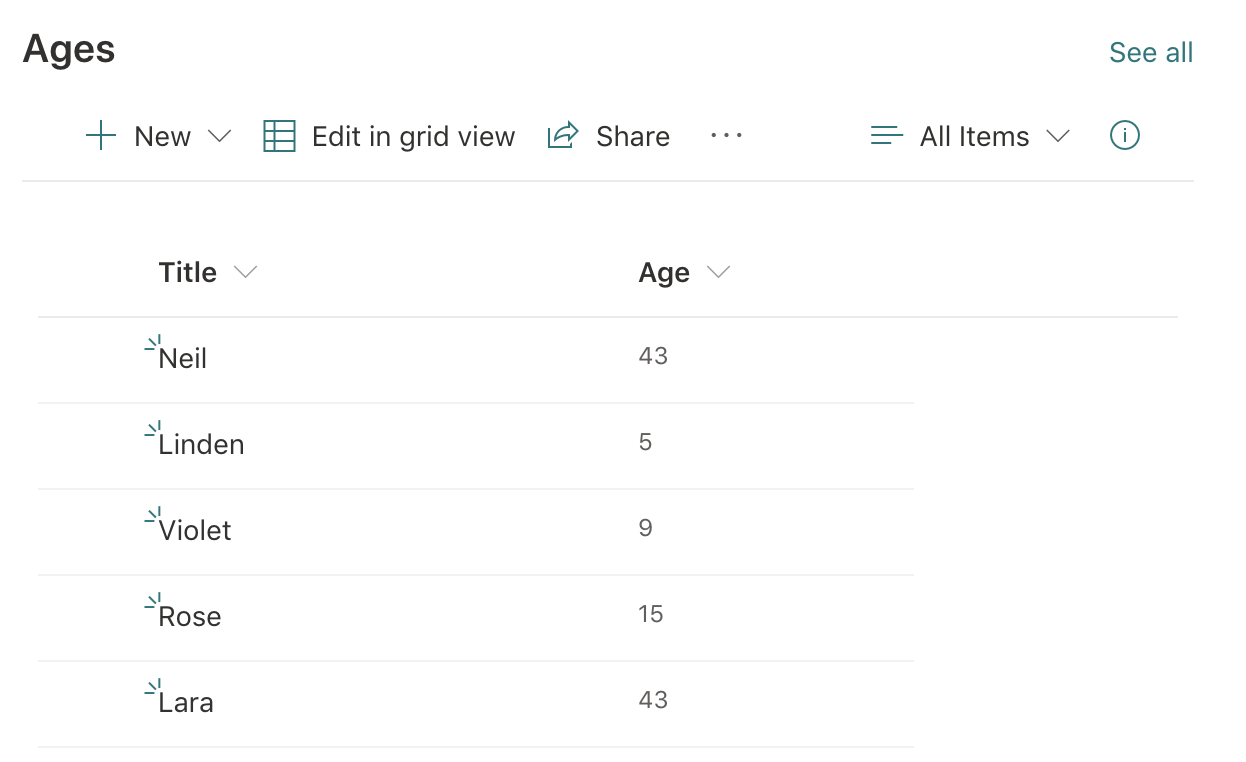 Ages See all
New Edit in grid view Share ··· All Items
Title Age
Neil 43
Linden 5
Violet 9
Rose 15
Lara 43